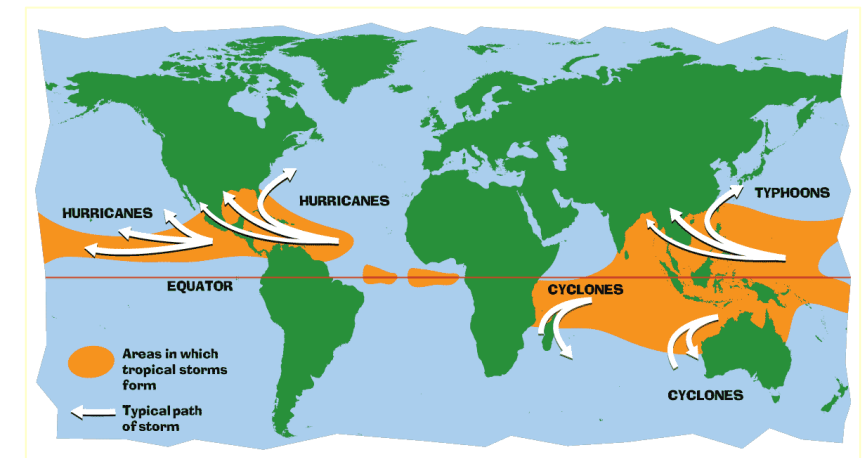 TYPHOONS
HURRICANES
HURRICANES
EQUATOR
CYCLONES
Areas in which
tropical storms
form
Typical path
of storm
CYCLONES